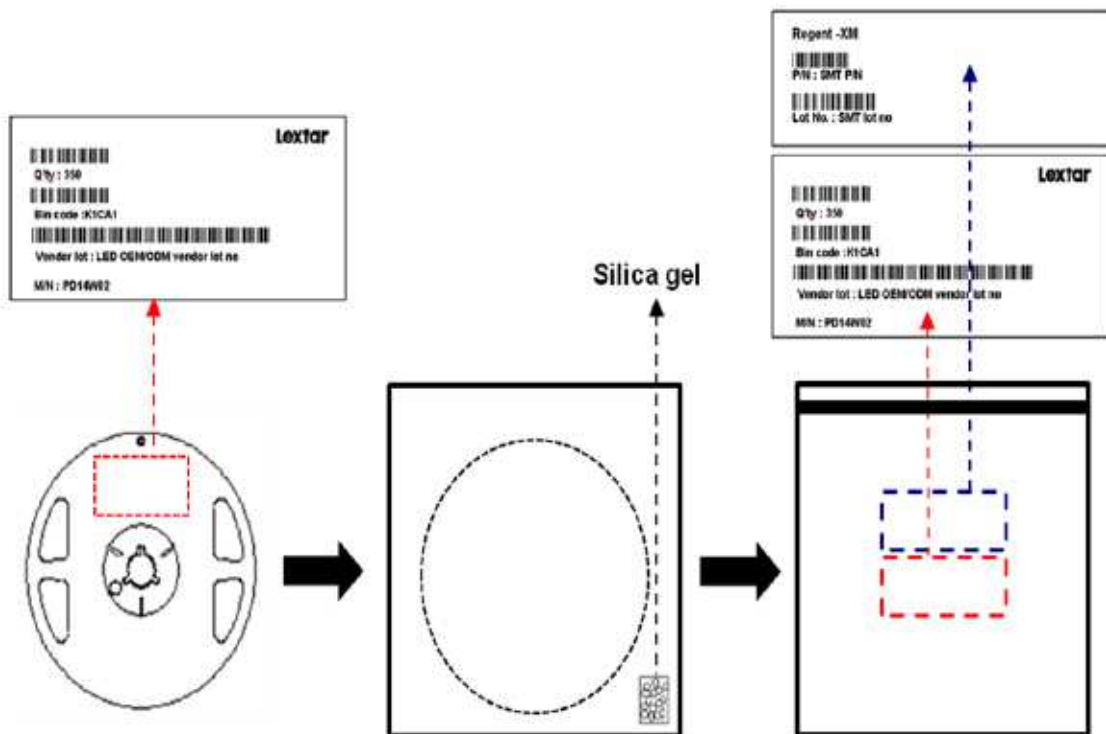 Lextar
Q'ty : 350
Bin code :K1CA1
Vendor lot : LED OEM/ODM vendor lot no
M/N : PD14W02
Silica gel
Regent -XM
P/N : SMT P/N
Lot No. : SMT lot no
Lextar
Q'ty : 350
Bin code :K1CA1
Vendor lot : LED OEM/ODM vendor lot no
M/N : PD14W02